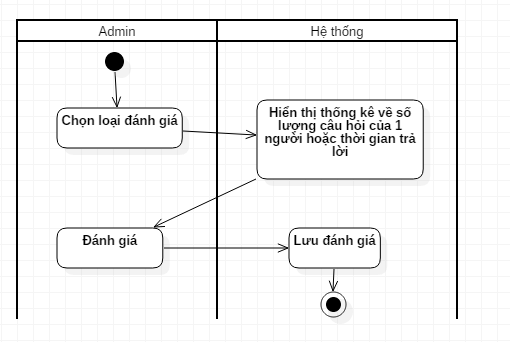 Admin
Hệ thống
Chọn loại đánh giá
Hiển thị thống kê về số
lượng câu hỏi của 1
người hoặc thời gian trả
lời
Đánh giá
Lưu đánh giá